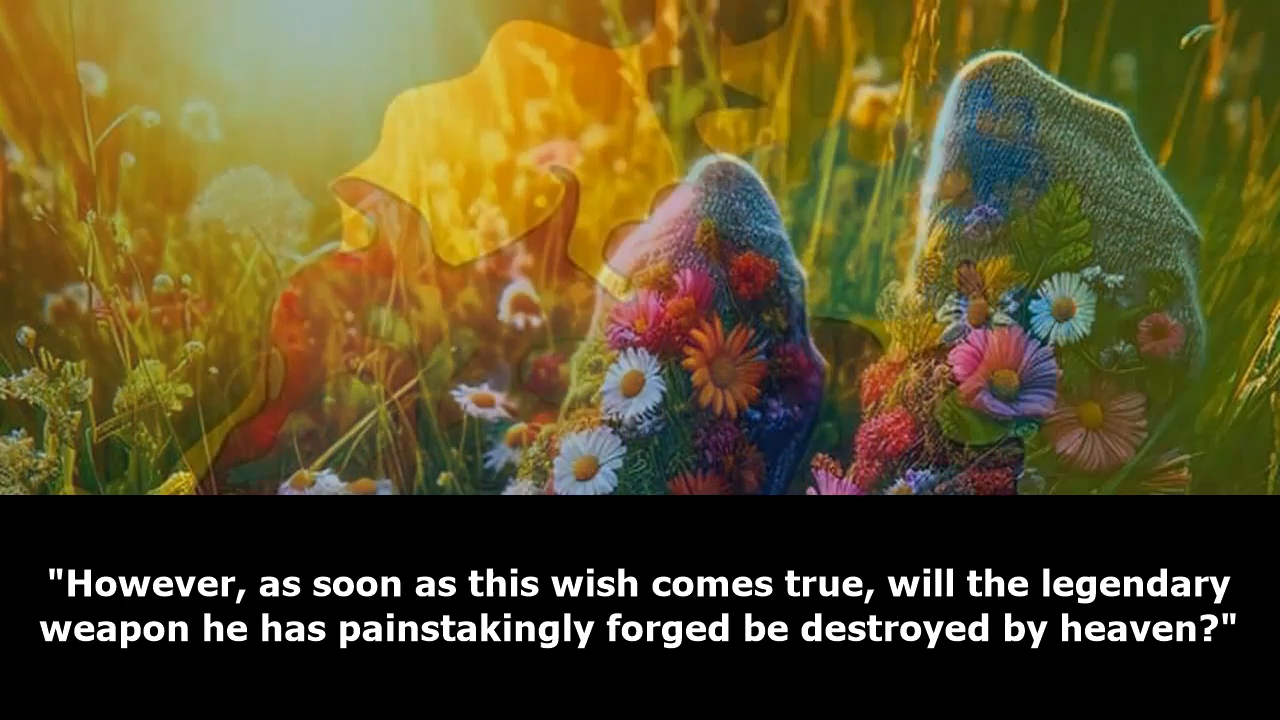 "However, as soon as this wish comes true, will the legendary
weapon he has painstakingly forged be destroyed by heaven?"